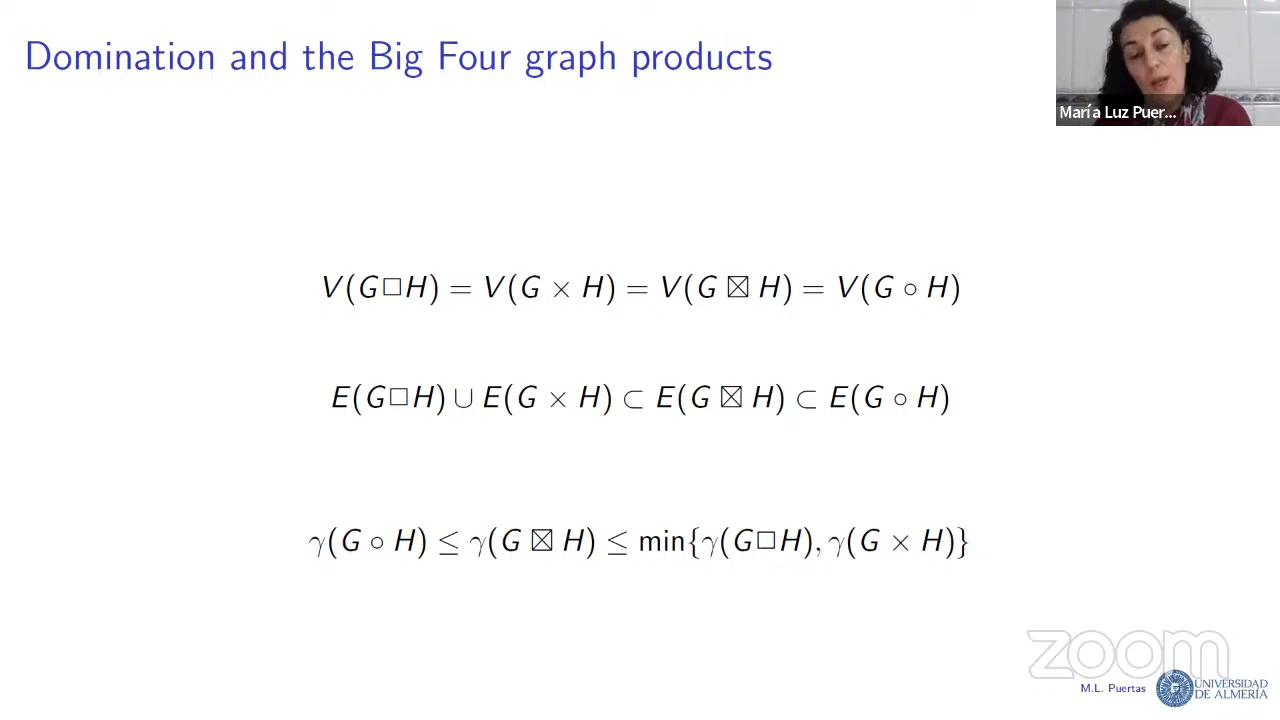 Domination and the Big Four graph products
María Luz Puer...
V(G□H) = V(G × H) = V(G ⊠ H) = V(G ∘ H)
E(G□H) ∪ E(G × H) ⊂ E(G ⊠ H) ⊂ E(G ∘ H)
γ(G ∘ H) ≤ γ(G ⊠ H) ≤ min{γ(G□H), γ(G × H)}
zoom
M.L. Puertas
UNIVERSIDAD
DE ALMERÍA